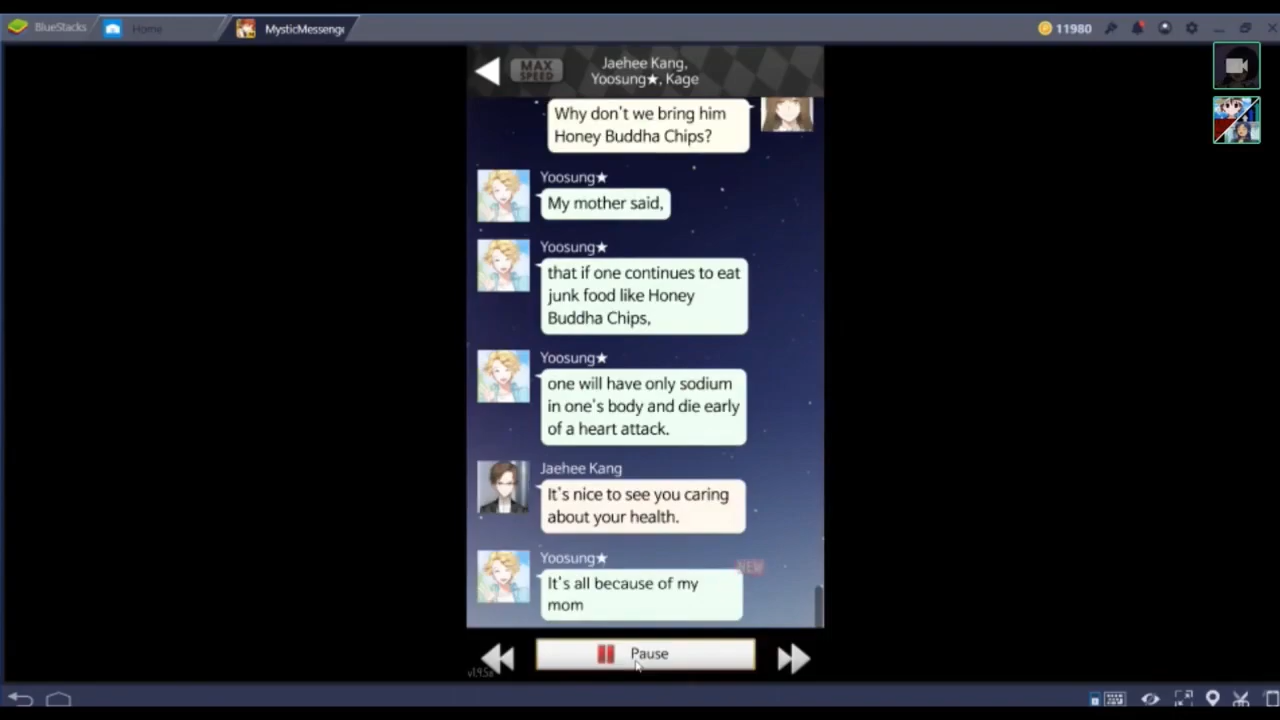 BlueStacks
Home
MysticMessenge
11980
MAX
SPEED
Jaehee Kang,
Yoosung★, Kage
Why don't we bring him
Honey Buddha Chips?
Yoosung★
My mother said,
Yoosung★
that if one continues to eat
junk food like Honey
Buddha Chips,
Yoosung★
one will have only sodium
in one's body and die early
of a heart attack.
Jaehee Kang
It's nice to see you caring
about your health.
Yoosung★
NEW
It's all because of my
mom
Pause